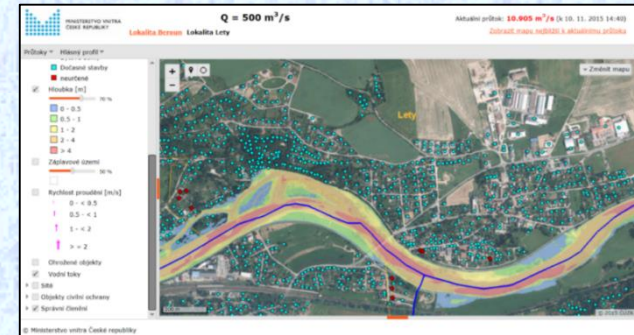 MINISTERSTVO VNITRA
ČESKÉ REPUBLIKY
Q = 500 m³/s
Lokalita Beroun Lokalita Lety
Aktuální průtok: 10.905 m³/s (k 10. 11. 2015 14:40)
Zobrazit mapu nejbližší k aktuálnímu průtoku
Průtoky Hlásný profil
Dočasné stavby
neurčené
Hloubka [m]
70 %
0 - 0.5
0.5 - 1
1 - 2
2 - 4
> 4
Záplavové území
50 %
Rychlost proudění [m/s]
0 - < 0.5
0.5 - < 1
1 - < 2
> = 2
Ohrožené objekty
Vodní toky
Sítě
Objekty civilní ochrany
Správní členění
+
−
Změnit mapu
Lety
© Ministerstvo vnitra České republiky